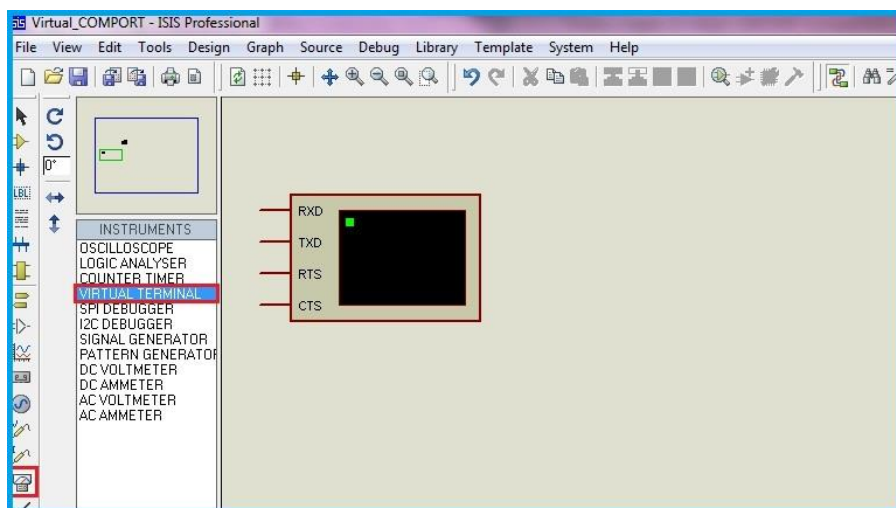 Virtual_COMPORT - ISIS Professional
File View Edit Tools Design Graph Source Debug Library Template System Help
0°
LBL
INSTRUMENTS
OSCILLOSCOPE
LOGIC ANALYSER
COUNTER TIMER
VIRTUAL TERMINAL
SPI DEBUGGER
I2C DEBUGGER
SIGNAL GENERATOR
PATTERN GENERATOR
DC VOLTMETER
DC AMMETER
AC VOLTMETER
AC AMMETER
RXD
TXD
RTS
CTS